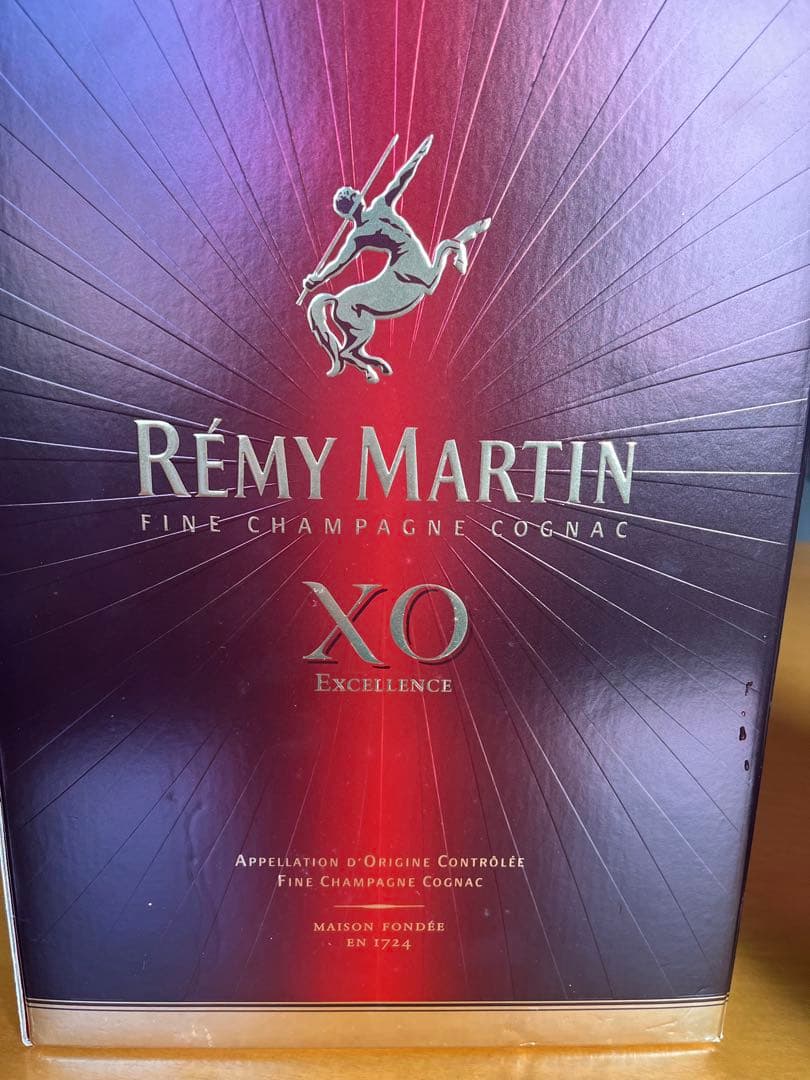 RÉMY MARTIN
FINE CHAMPAGNE COGNAC
XO
EXCELLENCE
APPELLATION D'ORIGINE CONTRÔLÉE
FINE CHAMPAGNE COGNAC
MAISON FONDÉE
EN 1724